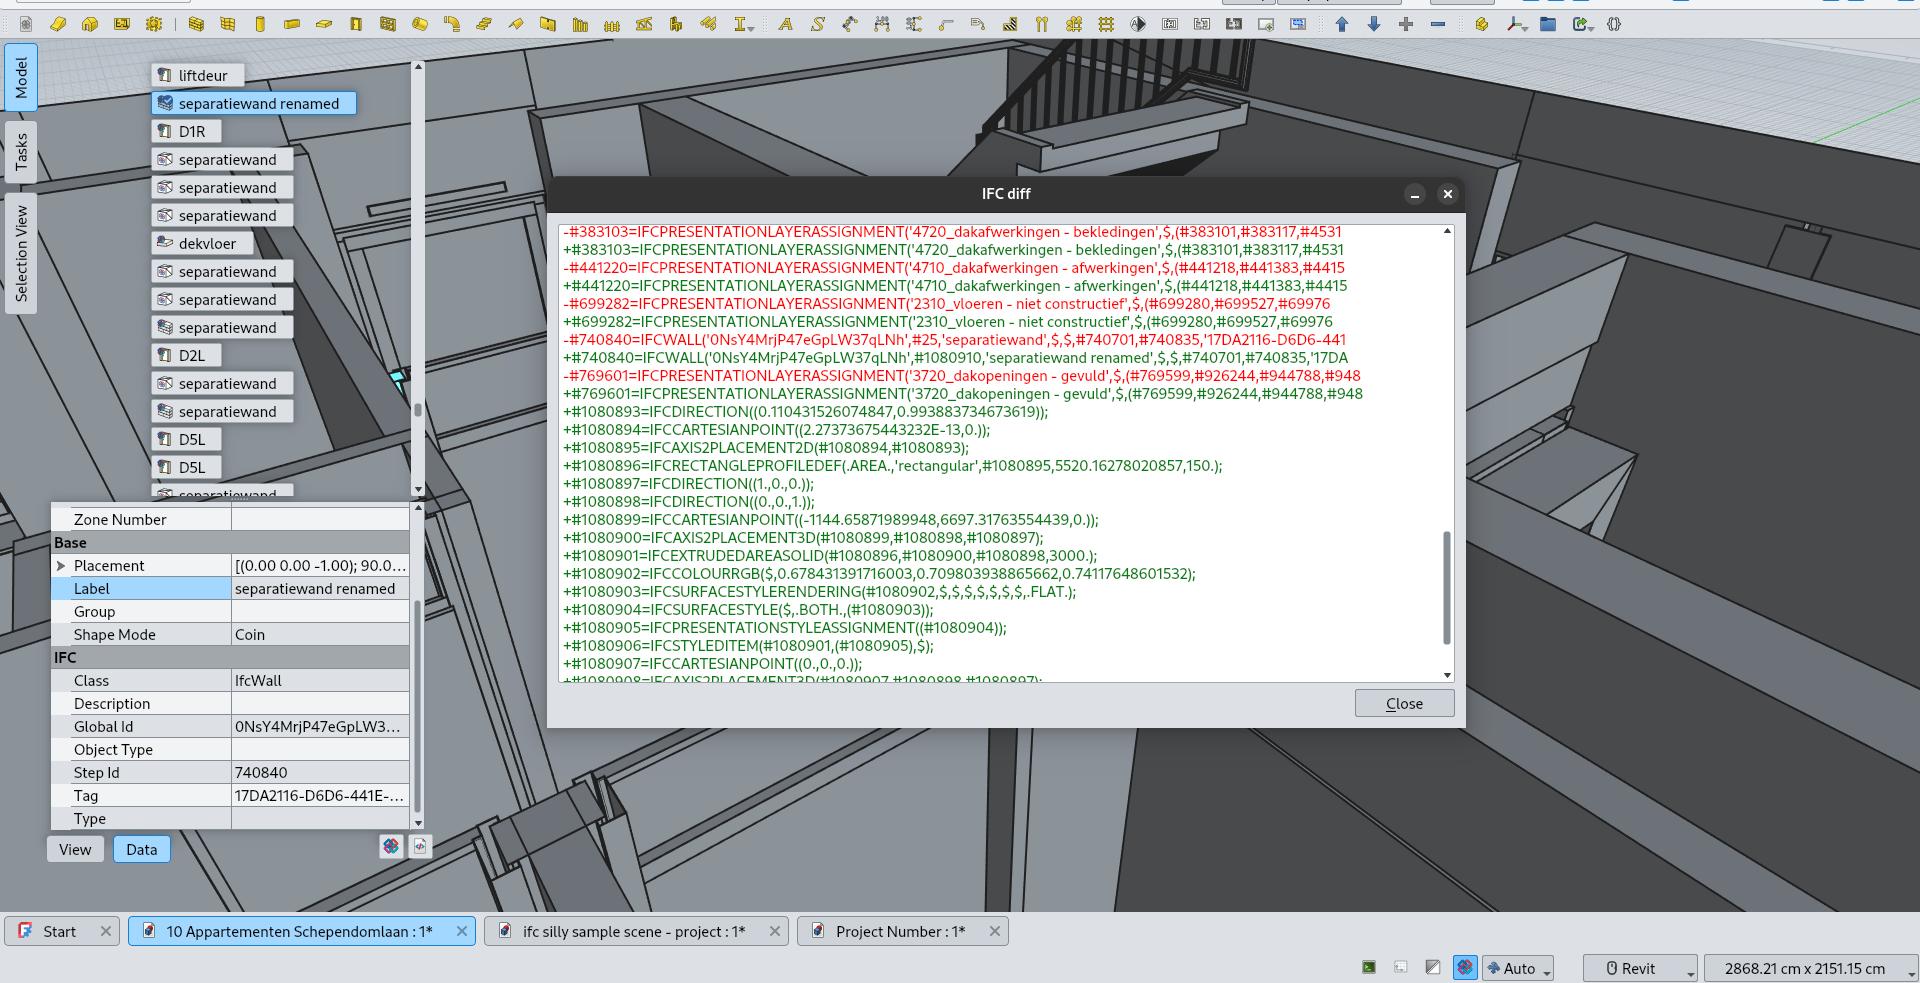 Model
Tasks
Selection View
liftdeur
separatiewand renamed
D1R
separatiewand
separatiewand
separatiewand
dekvloer
separatiewand
separatiewand
separatiewand
D2L
separatiewand
separatiewand
D5L
D5L
separatiewand
Zone Number
Base
Placement [(0.00 0.00 -1.00); 90.0...
Label separatiewand renamed
Group
Shape Mode Coin
IFC
Class IfcWall
Description
Global Id 0NsY4MrjP47eGpLW3...
Object Type
Step Id 740840
Tag 17DA2116-D6D6-441E-...
Type
View Data
IFC diff
-#383103=IFCPRESENTATIONLAYERASSIGNMENT('4720_dakafwerkingen - bekledingen',$,(#383101,#383117,#4531
+#383103=IFCPRESENTATIONLAYERASSIGNMENT('4720_dakafwerkingen - bekledingen',$,(#383101,#383117,#4531
-#441220=IFCPRESENTATIONLAYERASSIGNMENT('4710_dakafwerkingen - afwerkingen',$,(#441218,#441383,#4415
+#441220=IFCPRESENTATIONLAYERASSIGNMENT('4710_dakafwerkingen - afwerkingen',$,(#441218,#441383,#4415
-#699282=IFCPRESENTATIONLAYERASSIGNMENT('2310_vloeren - niet constructief',$,(#699280,#699527,#69976
+#699282=IFCPRESENTATIONLAYERASSIGNMENT('2310_vloeren - niet constructief',$,(#699280,#699527,#69976
-#740840=IFCWALL('0NsY4MrjP47eGpLW37qLNh',#25,'separatiewand',$,$,#740701,#740835,'17DA2116-D6D6-441
+#740840=IFCWALL('0NsY4MrjP47eGpLW37qLNh',#1080910,'separatiewand renamed',$,$,#740701,#740835,'17DA
-#769601=IFCPRESENTATIONLAYERASSIGNMENT('3720_dakopeningen - gevuld',$,(#769599,#926244,#944788,#948
+#769601=IFCPRESENTATIONLAYERASSIGNMENT('3720_dakopeningen - gevuld',$,(#769599,#926244,#944788,#948
+#1080893=IFCDIRECTION((0.110431526074847,0.993883734673619));
+#1080894=IFCCARTESIANPOINT((2.27373675443232E-13,0.));
+#1080895=IFCAXIS2PLACEMENT2D(#1080894,#1080893);
+#1080896=IFCRECTANGLEPROFILEDEF(.AREA.,'rectangular',#1080895,5520.16278020857,150.);
+#1080897=IFCDIRECTION((1.,0.,0.));
+#1080898=IFCDIRECTION((0.,0.,1.));
+#1080899=IFCCARTESIANPOINT((-1144.65871989948,6697.31763554439,0.));
+#1080900=IFCAXIS2PLACEMENT3D(#1080899,#1080898,#1080897);
+#1080901=IFCEXTRUDEDAREASOLID(#1080896,#1080900,#1080898,3000.);
+#1080902=IFCCOLOURRGB($,0.678431391716003,0.709803938865662,0.74117648601532);
+#1080903=IFCSURFACESTYLERENDERING(#1080902,$,$,$,$,$,$,$,.FLAT.);
+#1080904=IFCSURFACESTYLE($,.BOTH.,(#1080903));
+#1080905=IFCPRESENTATIONSTYLEASSIGNMENT((#1080904));
+#1080906=IFCSTYLEDITEM(#1080901,(#1080905),$);
+#1080907=IFCCARTESIANPOINT((0.,0.,0.));
+#1080908=IFCAXIS2PLACEMENT3D(#1080907,#1080898,#1080897);
Close
Start 10 Appartementen Schependomlaan : 1* ifc silly sample scene - project : 1* Project Number : 1*
Auto Revit 2868.21 cm x 2151.15 cm